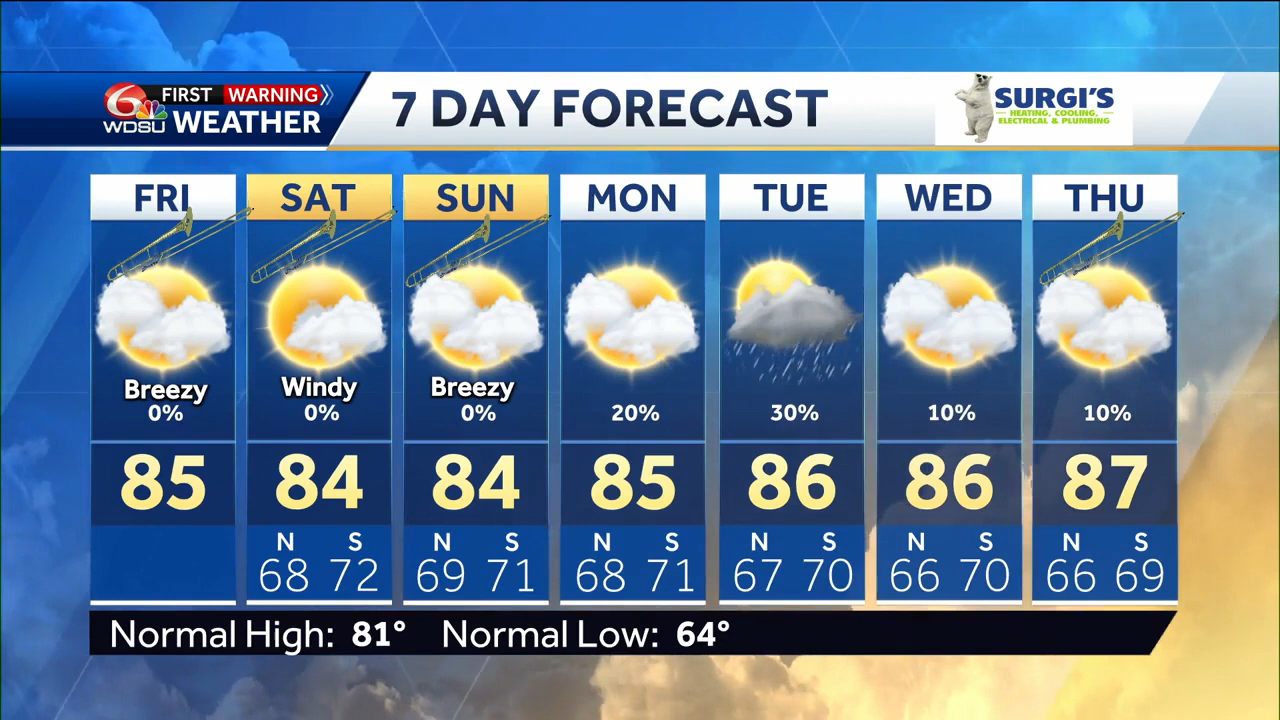 6 FIRST WARNING
WDSU WEATHER
7 DAY FORECAST
SURGI'S
HEATING, COOLING,
ELECTRICAL & PLUMBING
FRI SAT SUN MON TUE WED THU
Breezy Windy Breezy
0% 0% 0% 20% 30% 10% 10%
85 84 84 85 86 86 87
N S N S N S N S N S N S
68 72 69 71 68 71 67 70 66 70 66 69
Normal High: 81° Normal Low: 64°